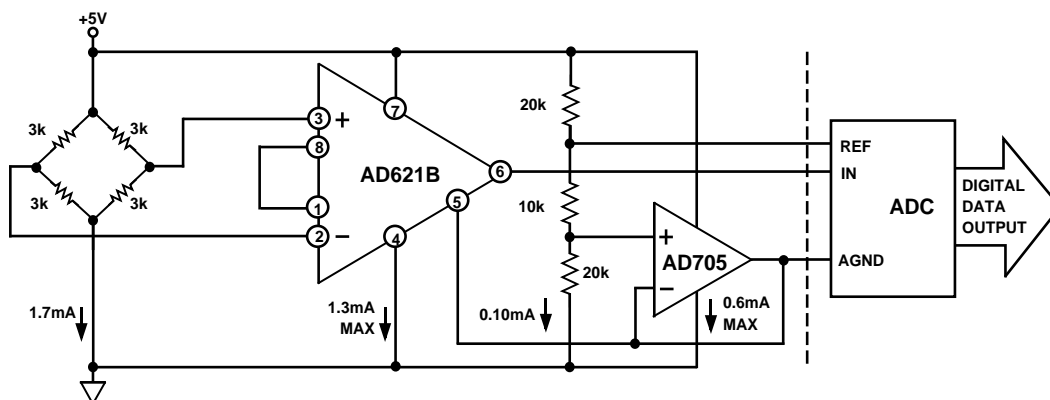 +5V
3k
3k
3k
3k
1.7mA
3
8
1
2
+
−
7
AD621B
6
5
4
1.3mA
MAX
20k
10k
20k
0.10mA
+
−
AD705
0.6mA
MAX
REF
IN
ADC
AGND
DIGITAL
DATA
OUTPUT